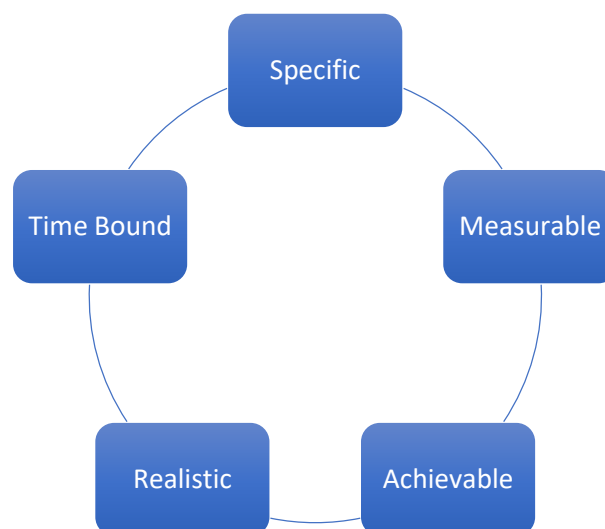 Specific
Measurable
Achievable
Realistic
Time Bound